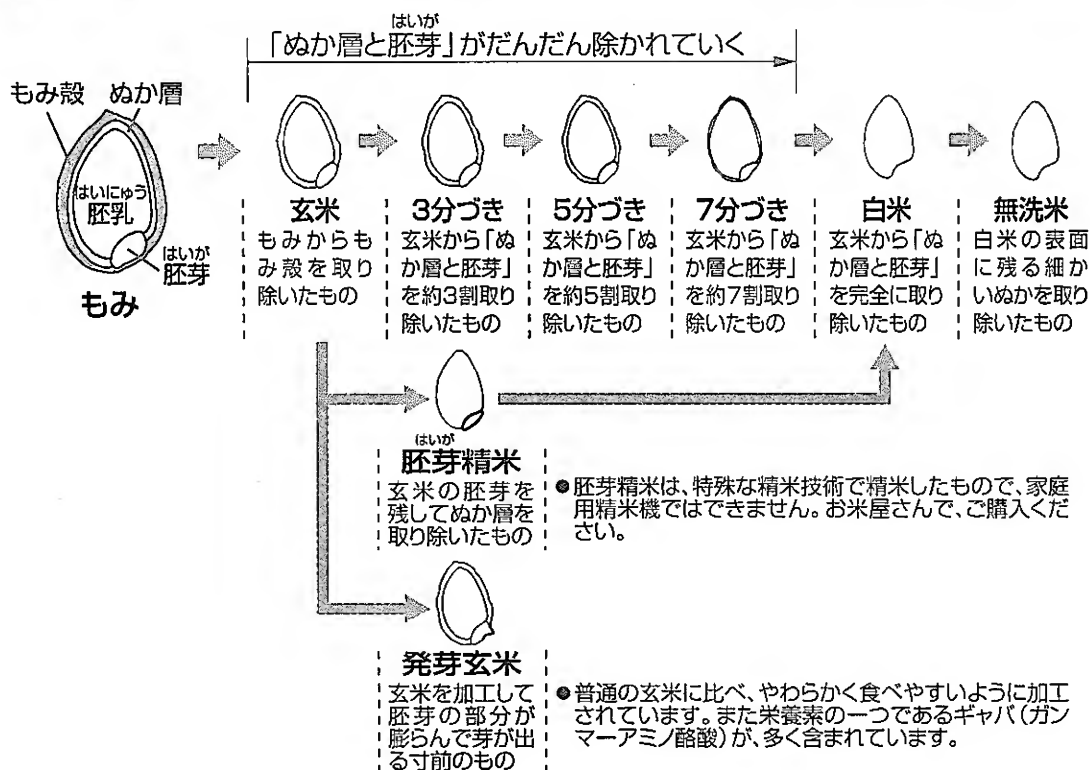 はいが
「ぬか層と胚芽」がだんだん除かれていく
もみ殻 ぬか層
はいにゅう
胚乳
はいが
胚芽
もみ
玄米
もみからも
み殻を取り
除いたもの
3分づき
玄米から「ぬ
か層と胚芽」
を約3割取り
除いたもの
5分づき
玄米から「ぬ
か層と胚芽」
を約5割取り
除いたもの
7分づき
玄米から「ぬ
か層と胚芽」
を約7割取り
除いたもの
白米
玄米から「ぬ
か層と胚芽」
を完全に取り
除いたもの
無洗米
白米の表面
に残る細か
いぬかを取り
除いたもの
はいが
胚芽精米
玄米の胚芽を
残してぬか層を
取り除いたもの
●胚芽精米は、特殊な精米技術で精米したもので、家庭
用精米機ではできません。お米屋さんで、ご購入くだ
さい。
発芽玄米
玄米を加工して
胚芽の部分が
膨らんで芽が出
る寸前のもの
●普通の玄米に比べ、やわらかく食べやすいように加工
されています。また栄養素の一つであるギャバ(ガン
マーアミノ酪酸)が、多く含まれています。